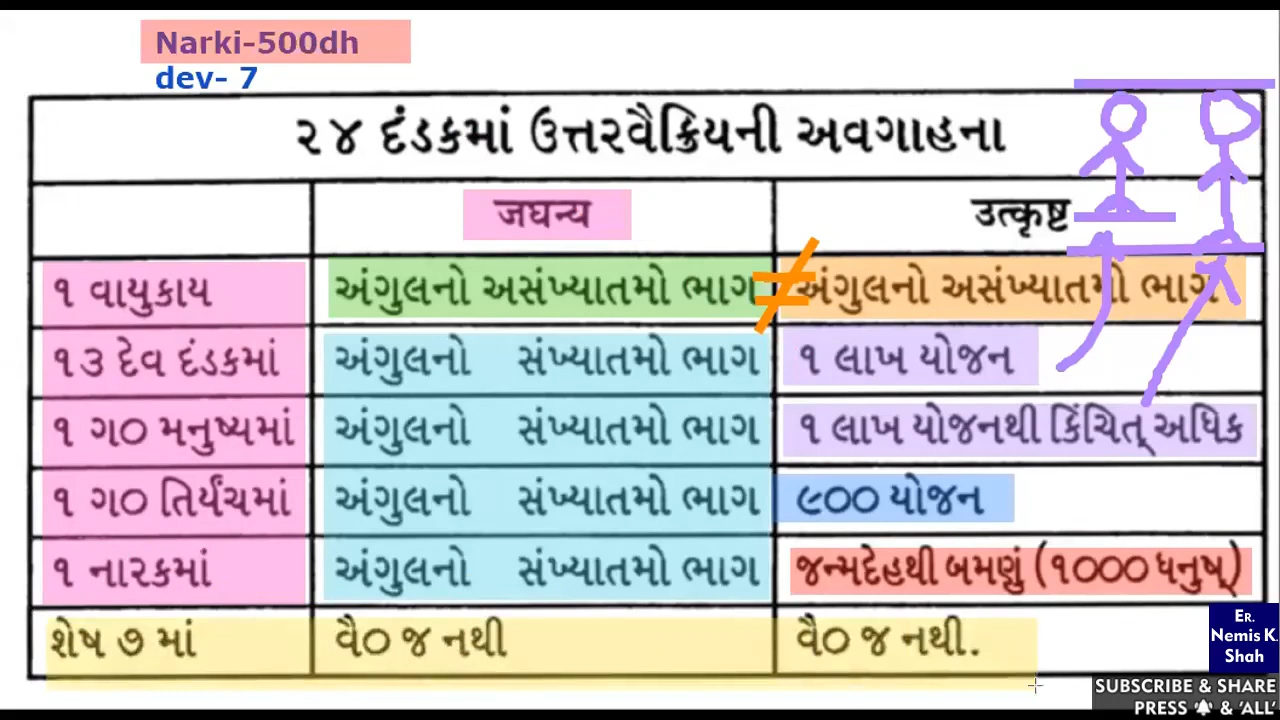 Narki-500dh
dev- 7
૨૪ દંડકમાં ઉત્તરવૈક્રિયની અવગાહના
જઘન્ય ઉત્કૃષ્ટ
૧ વાયુકાય અંગુલનો અસંખ્યાતમો ભાગ ≠ અંગુલનો અસંખ્યાતમો ભાગ
૧૩ દેવ દંડકમાં અંગુલનો સંખ્યાતમો ભાગ ૧ લાખ યોજન
૧ ગ૦ મનુષ્યમાં અંગુલનો સંખ્યાતમો ભાગ ૧ લાખ યોજનથી કિંચિત્ અધિક
૧ ગ૦ તિર્યંચમાં અંગુલનો સંખ્યાતમો ભાગ ૯૦૦ યોજન
૧ નારકમાં અંગુલનો સંખ્યાતમો ભાગ જન્મદેહથી બમણું (૧૦૦૦ ધનુષ્)
શેષ ૭ માં વૈ૦ જ નથી વૈ૦ જ નથી.
ER.
Nemis K.
Shah
SUBSCRIBE & SHARE
PRESS 🔔 & 'ALL'